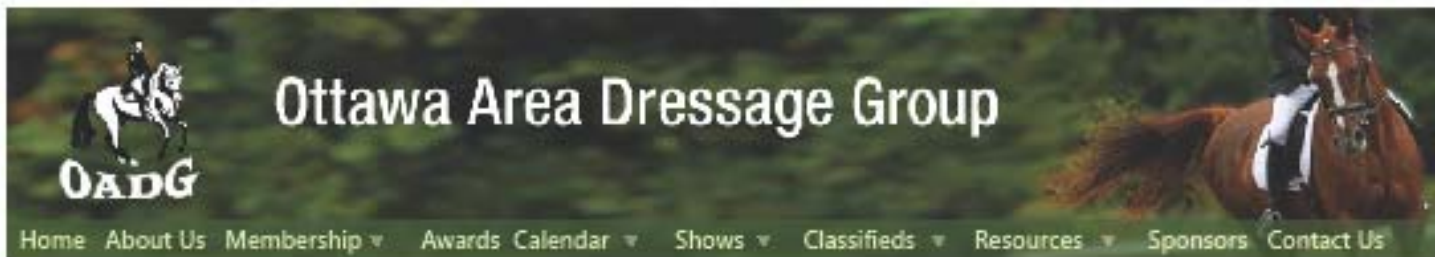 Ottawa Area Dressage Group
OADG
Home About Us Membership Awards Calendar Shows Classifieds Resources Sponsors Contact Us